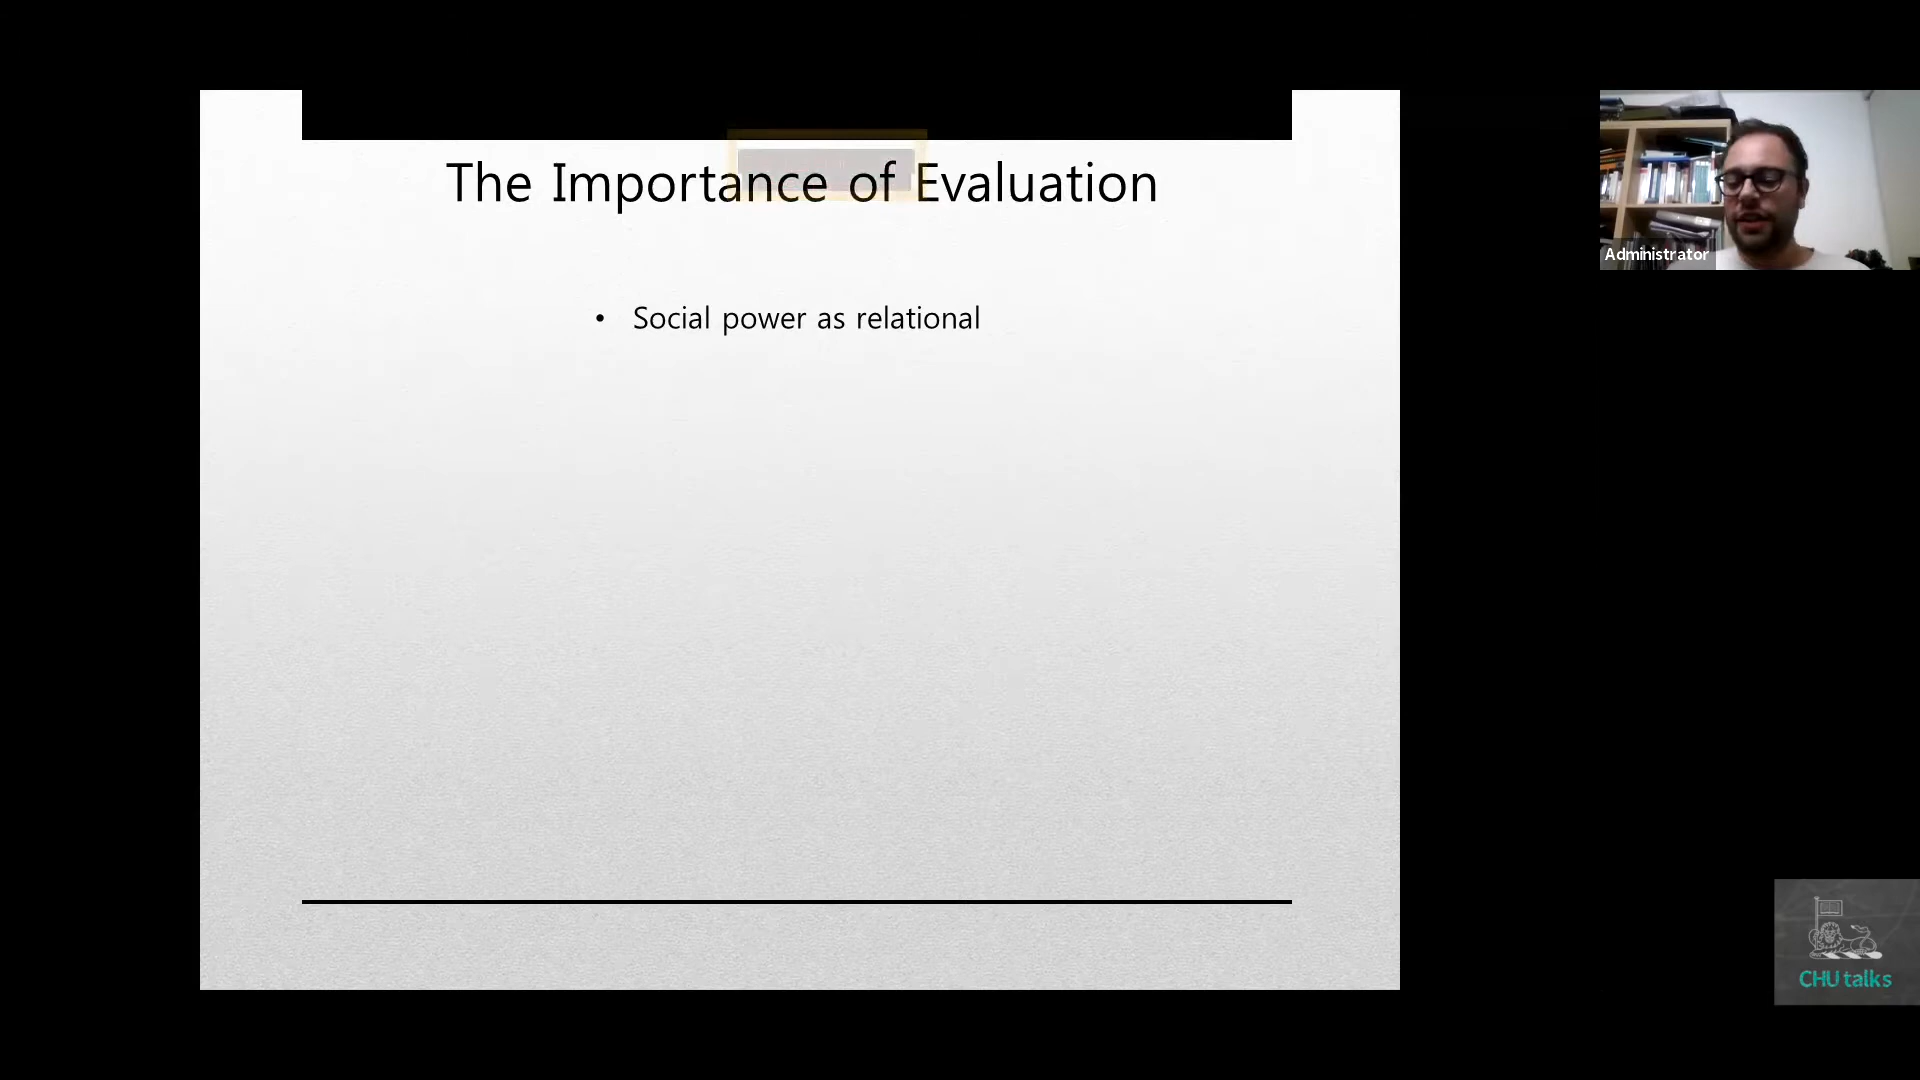 The Importance of Evaluation
• Social power as relational
Administrator
CHU talks